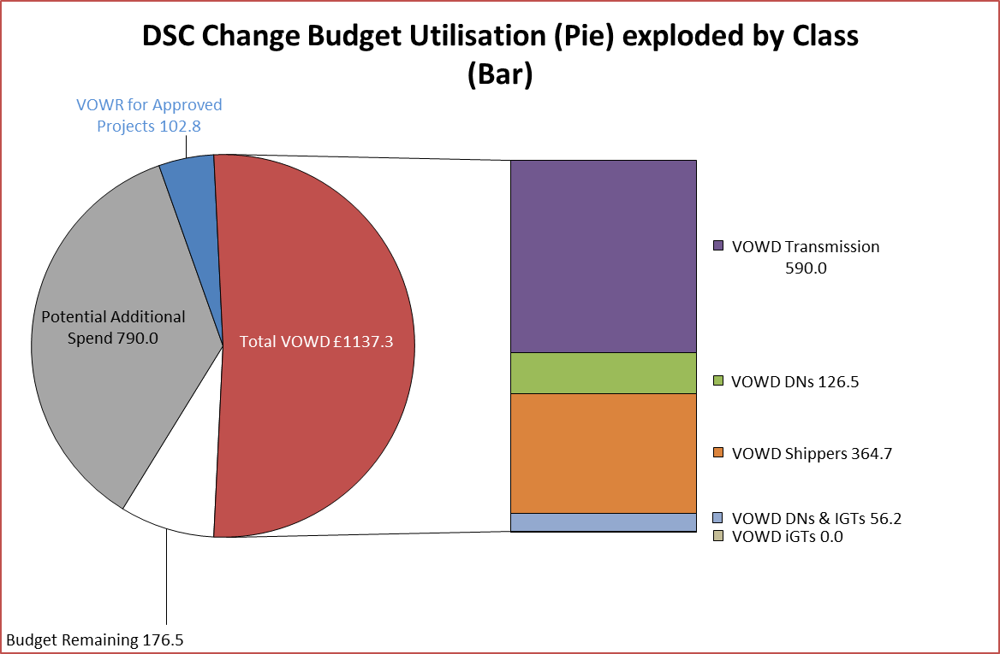 DSC Change Budget Utilisation (Pie) exploded by Class
(Bar)
VOWR for Approved
Projects 102.8
Potential Additional
Spend 790.0
Total VOWD £1137.3
VOWD Transmission
590.0
VOWD DNs 126.5
VOWD Shippers 364.7
VOWD DNs & IGTs 56.2
VOWD iGTs 0.0
Budget Remaining 176.5